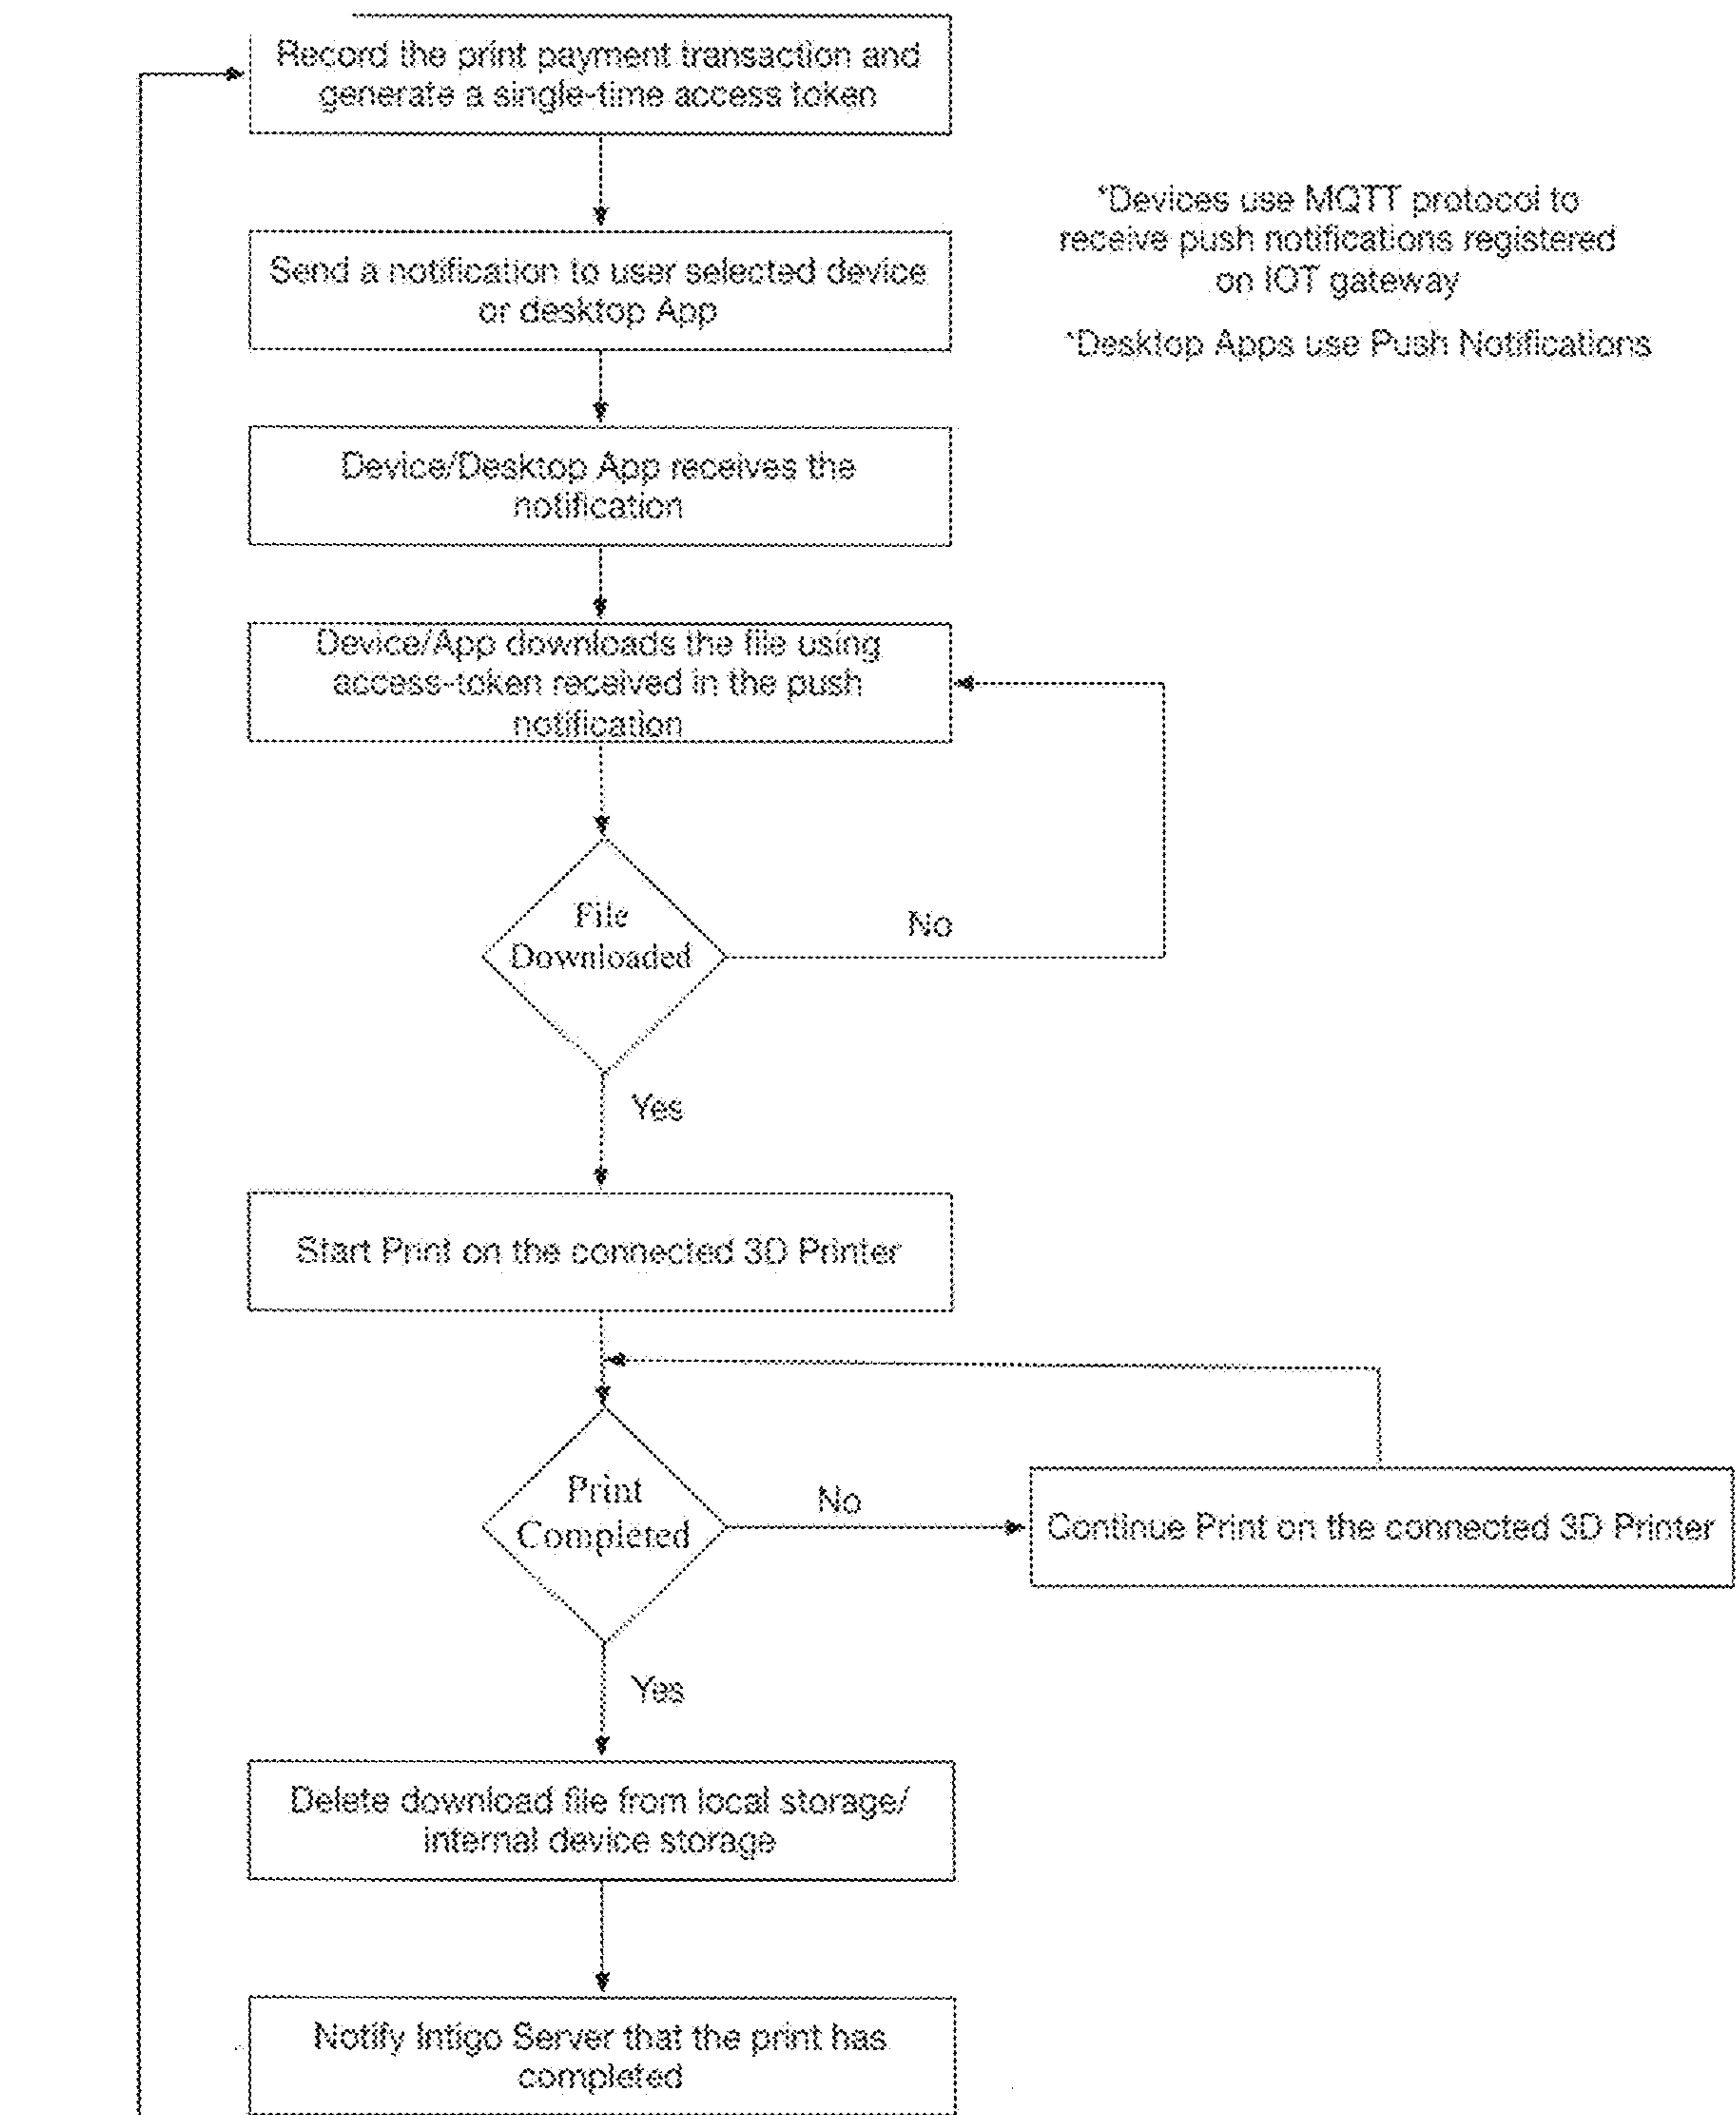 Record the print payment transaction and
generate a single-time access token
*Devices use MQTT protocol to
receive push notifications registered
on IOT gateway
*Desktop Apps use Push Notifications
Send a notification to user selected device
or desktop App
Device/Desktop App receives the
notification
Device/App downloads the file using
access-token received in the push
notification
File
Downloaded
No
Yes
Start Print on the connected 3D Printer
Print
Completed
No
Continue Print on the connected 3D Printer
Yes
Delete download file from local storage/
internal device storage
Notify Intigo Server that the print has
completed